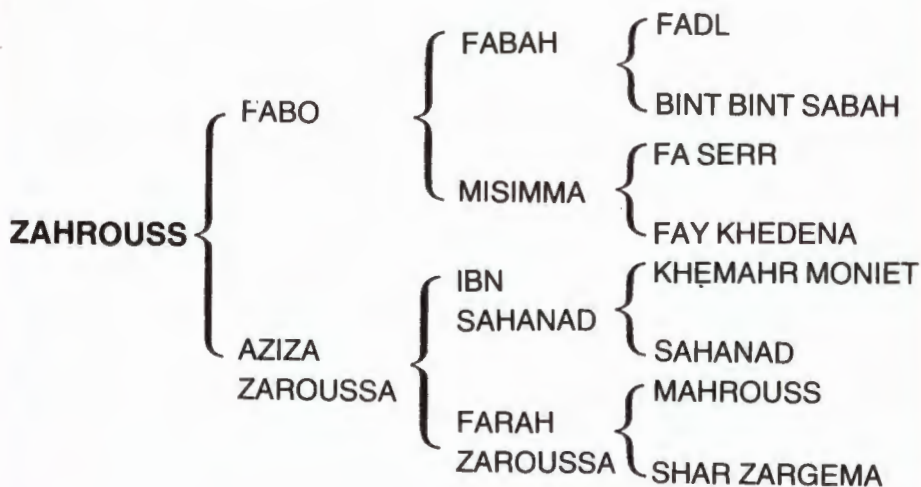 FADL
FABAH
BINT BINT SABAH
FABO
FA SERR
MISIMMA
FAY KHEDENA
ZAHROUSS
KHEMAHR MONIET
IBN
SAHANAD
SAHANAD
AZIZA
ZAROUSSA
MAHROUSS
FARAH
ZAROUSSA
SHAR ZARGEMA